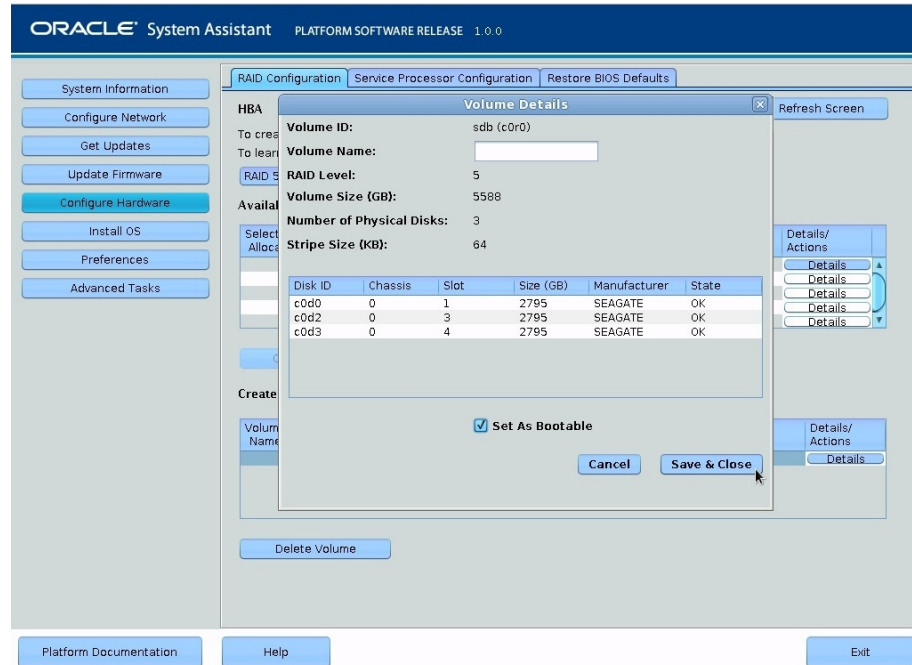 ORACLE® System Assistant PLATFORM SOFTWARE RELEASE 1.0.0
System Information
Configure Network
Get Updates
Update Firmware
Configure Hardware
Install OS
Preferences
Advanced Tasks
RAID Configuration Service Processor Configuration Restore BIOS Defaults
HBA
Refresh Screen
To crea
To lear
RAID 5
Availal
Select
Alloca
Details/
Actions
Details
Details
Details
Details
Details
Create
Volum
Name
Details/
Actions
Details
Delete Volume
Volume Details
Volume ID: sdb (c0r0)
Volume Name:
RAID Level: 5
Volume Size (GB): 5588
Number of Physical Disks: 3
Stripe Size (KB): 64
Disk ID Chassis Slot Size (GB) Manufacturer State
c0d0 0 1 2795 SEAGATE OK
c0d2 0 3 2795 SEAGATE OK
c0d3 0 4 2795 SEAGATE OK
Set As Bootable
Cancel Save & Close
Platform Documentation Help Exit